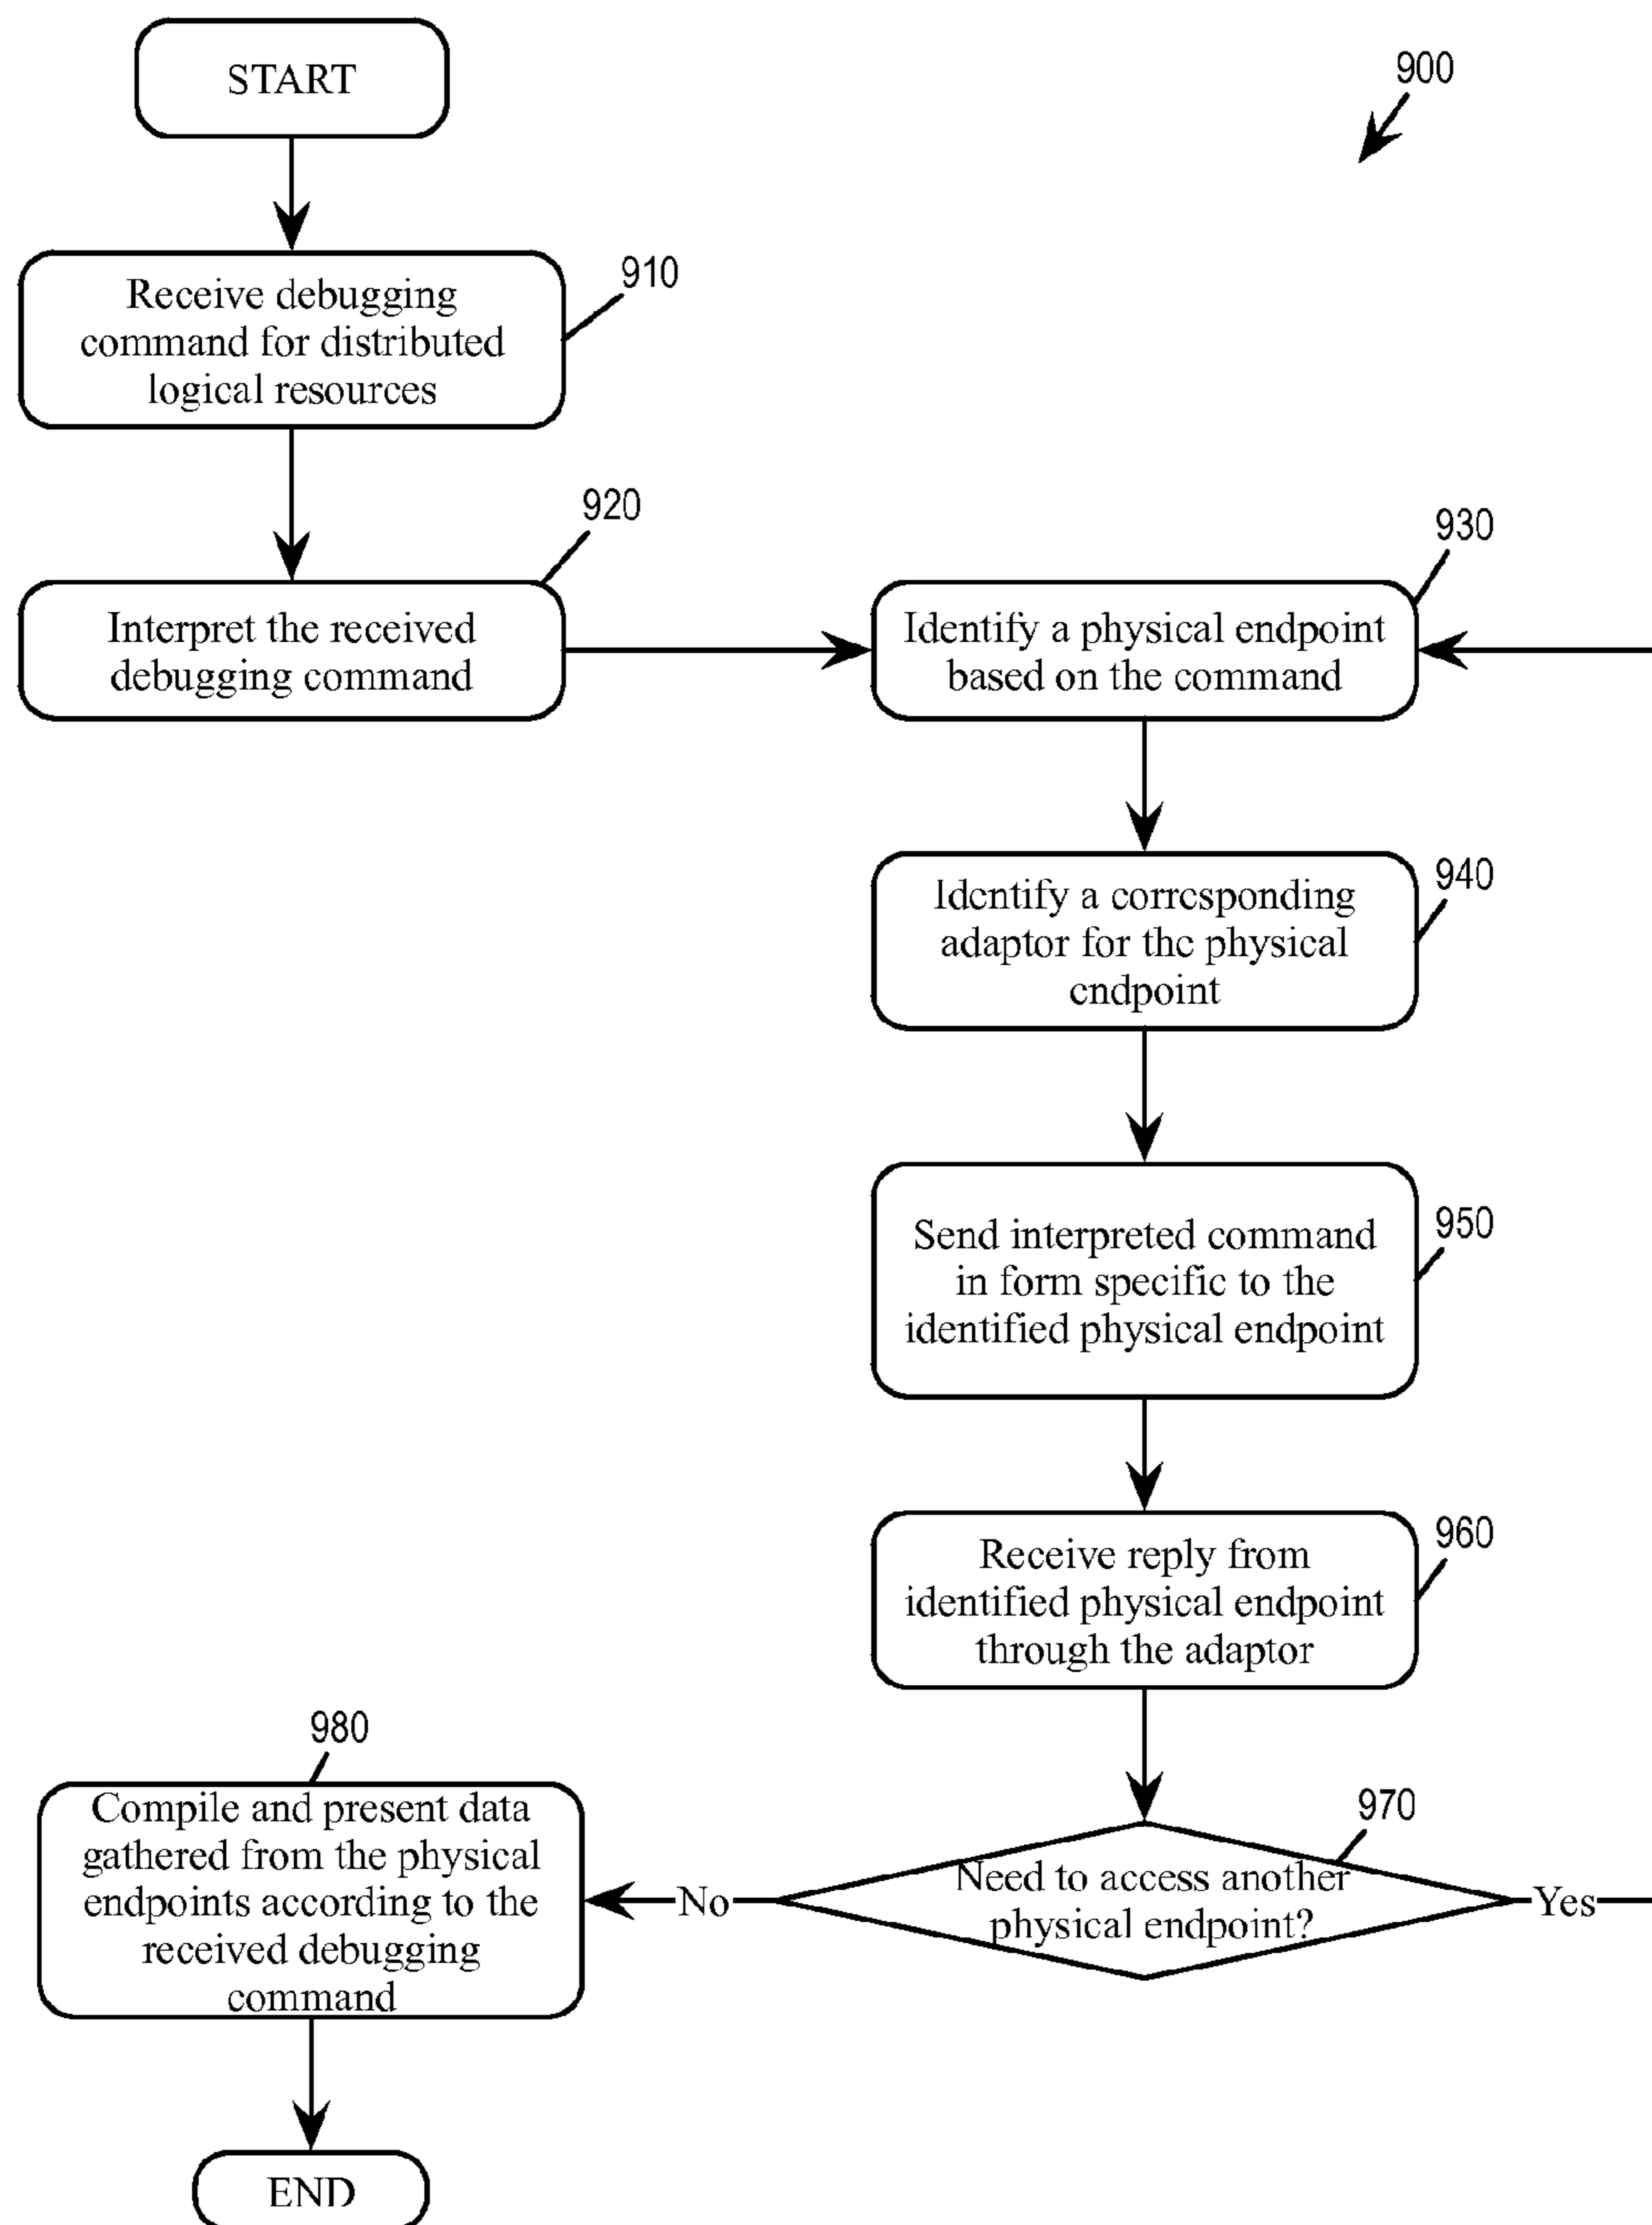 START
900
910
Receive debugging
command for distributed
logical resources
920
Interpret the received
debugging command
930
Identify a physical endpoint
based on the command
940
Identify a corresponding
adaptor for the physical
endpoint
950
Send interpreted command
in form specific to the
identified physical endpoint
960
Receive reply from
identified physical endpoint
through the adaptor
970
Need to access another
physical endpoint?
No
Yes
980
Compile and present data
gathered from the physical
endpoints according to the
received debugging
command
END